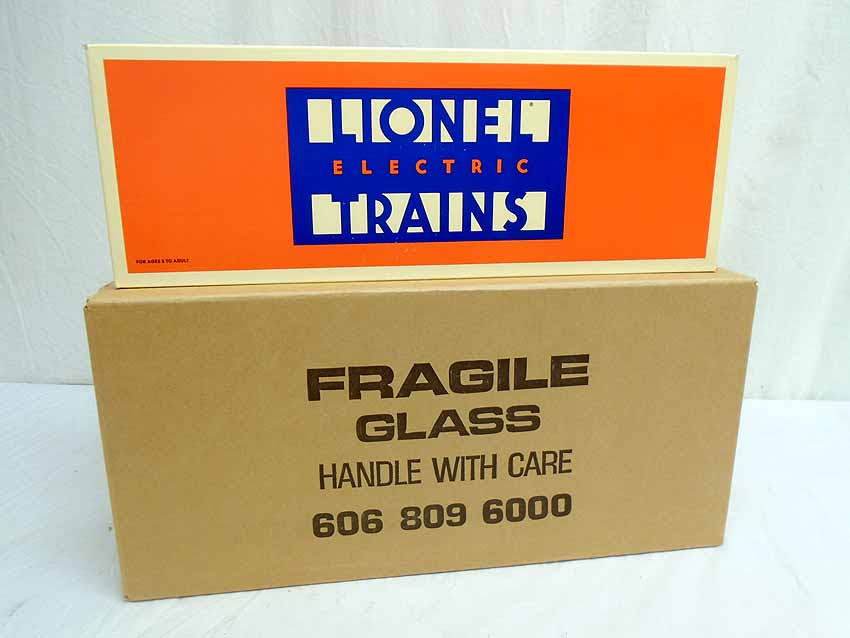 LIONEL®
ELECTRIC
TRAINS
FOR AGES 8 TO ADULT
FRAGILE
GLASS
HANDLE WITH CARE
606 809 6000